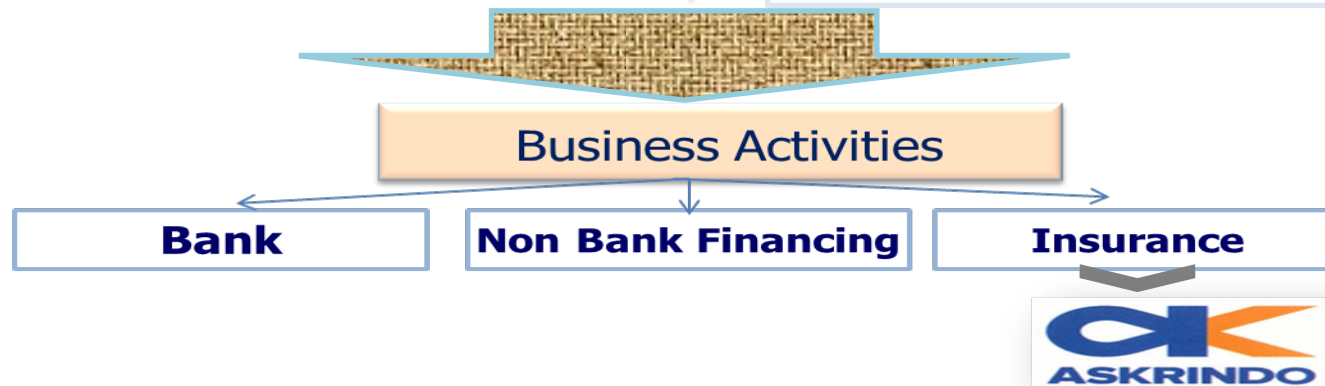 Business Activities
Bank
Non Bank Financing
Insurance
ASKRINDO